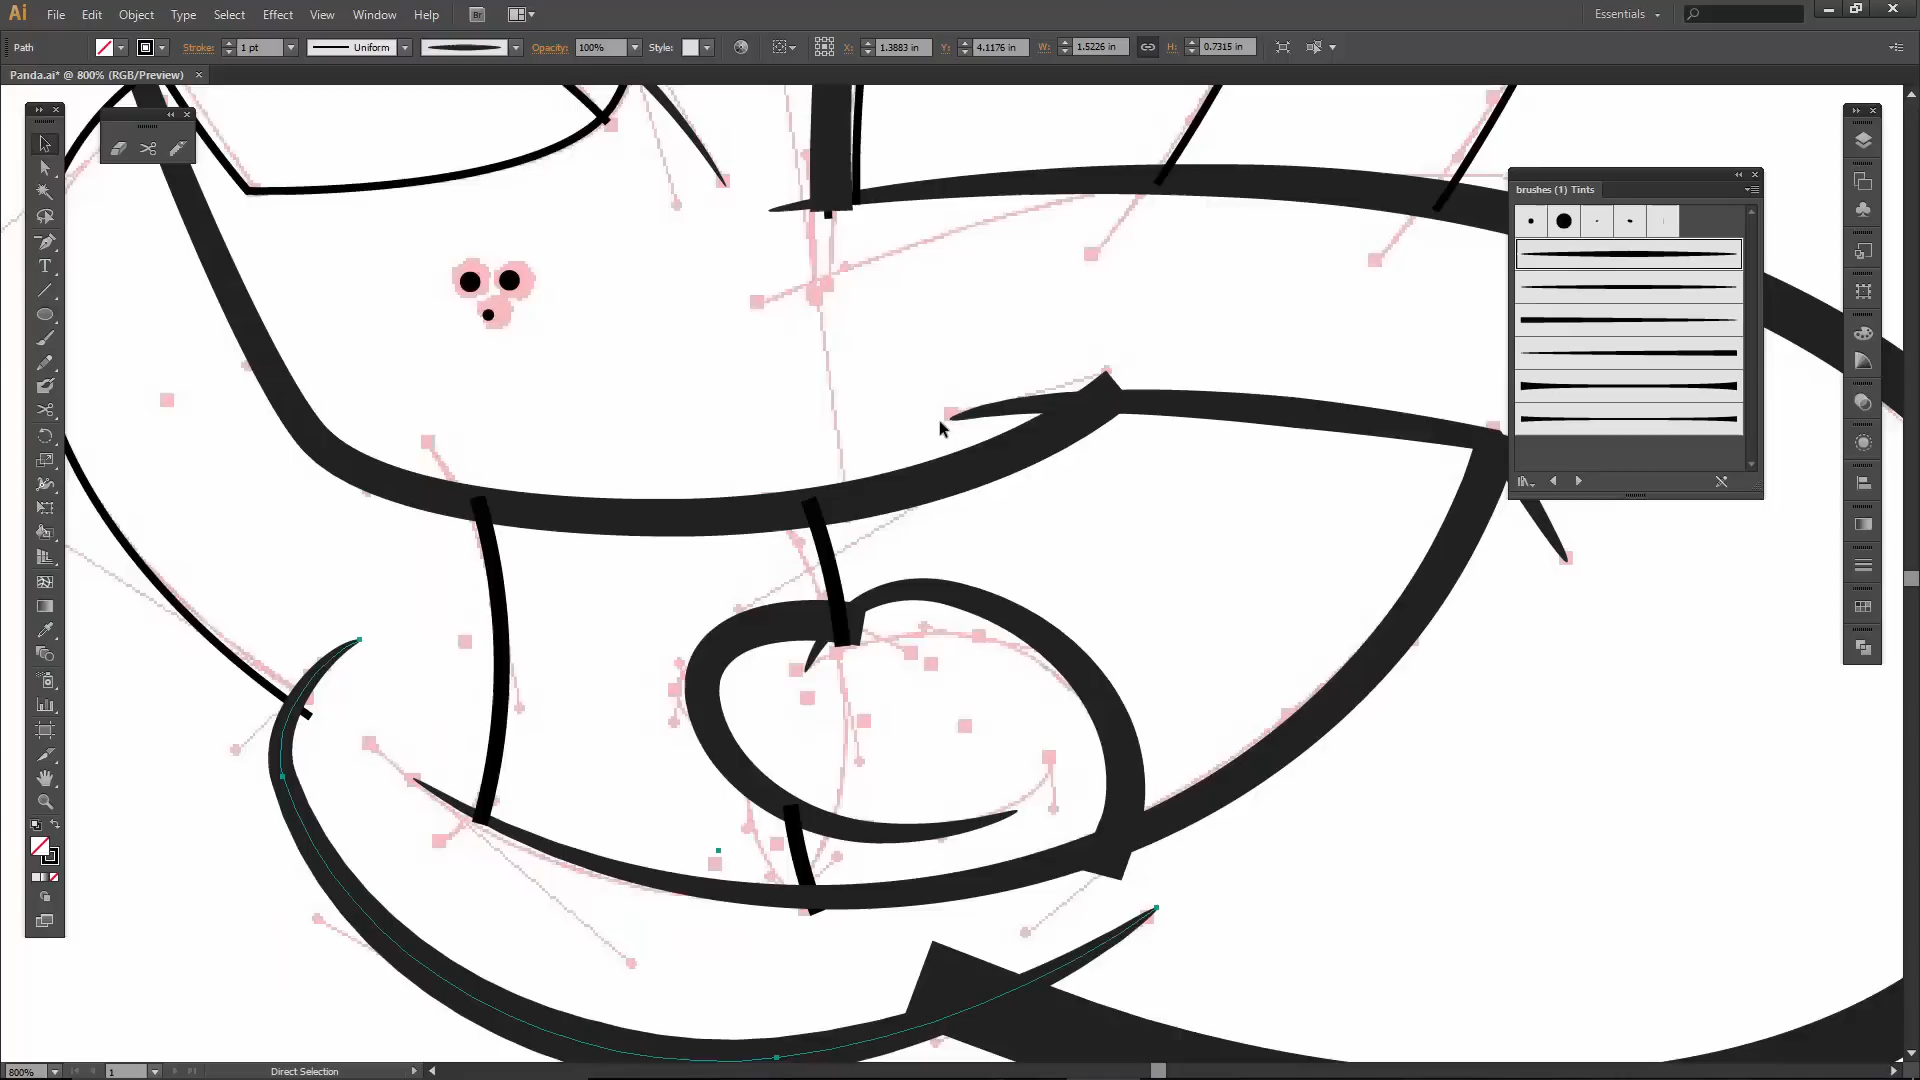 Ai File Edit Object Type Select Effect View Window Help Br Essentials
Path Stroke: 1 pt Uniform Opacity: 100% Style: X: 1.3883 in Y: 4.1176 in W: 1.5226 in H: 0.7315 in
Panda.ai* @ 800% (RGB/Preview)
brushes (1) Tints
T
800% 1 Direct Selection